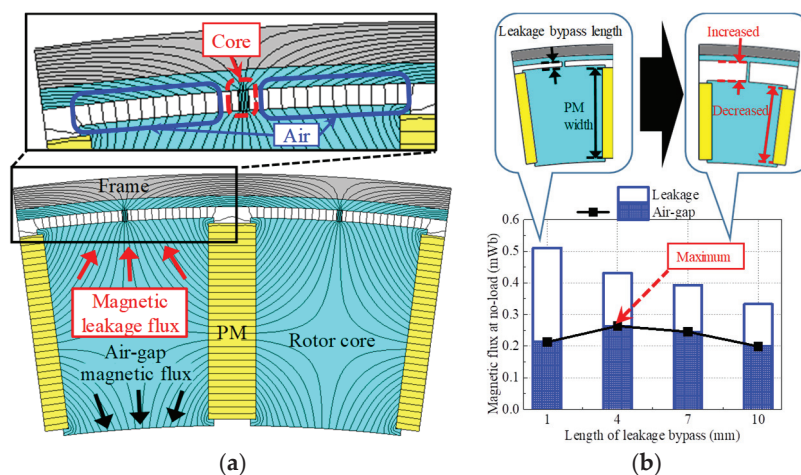 (a)
Core
Air
Frame
Magnetic
leakage flux
PM
Rotor core
Air-gap
magnetic flux
(b)
Leakage bypass length
PM
width
Increased
Decreased
Leakage
Air-gap
Maximum
Magnetic flux at no-load (mWb)
0.6
0.5
0.4
0.3
0.2
0.1
0.0
1 4 7 10
Length of leakage bypass (mm)
(a) (b)